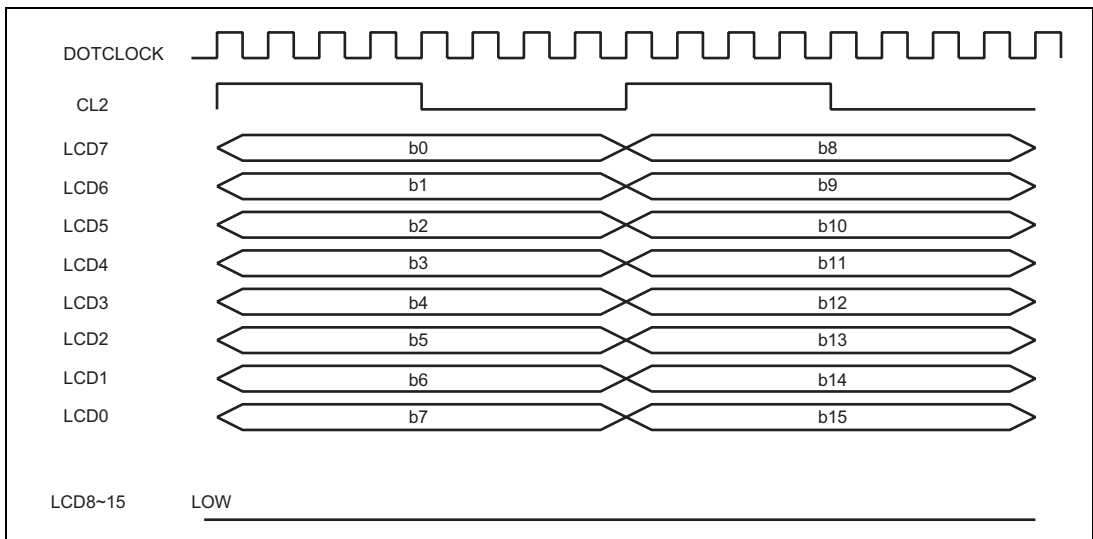 DOTCLOCK
CL2
LCD7 b0 b8
LCD6 b1 b9
LCD5 b2 b10
LCD4 b3 b11
LCD3 b4 b12
LCD2 b5 b13
LCD1 b6 b14
LCD0 b7 b15
LCD8~15 LOW